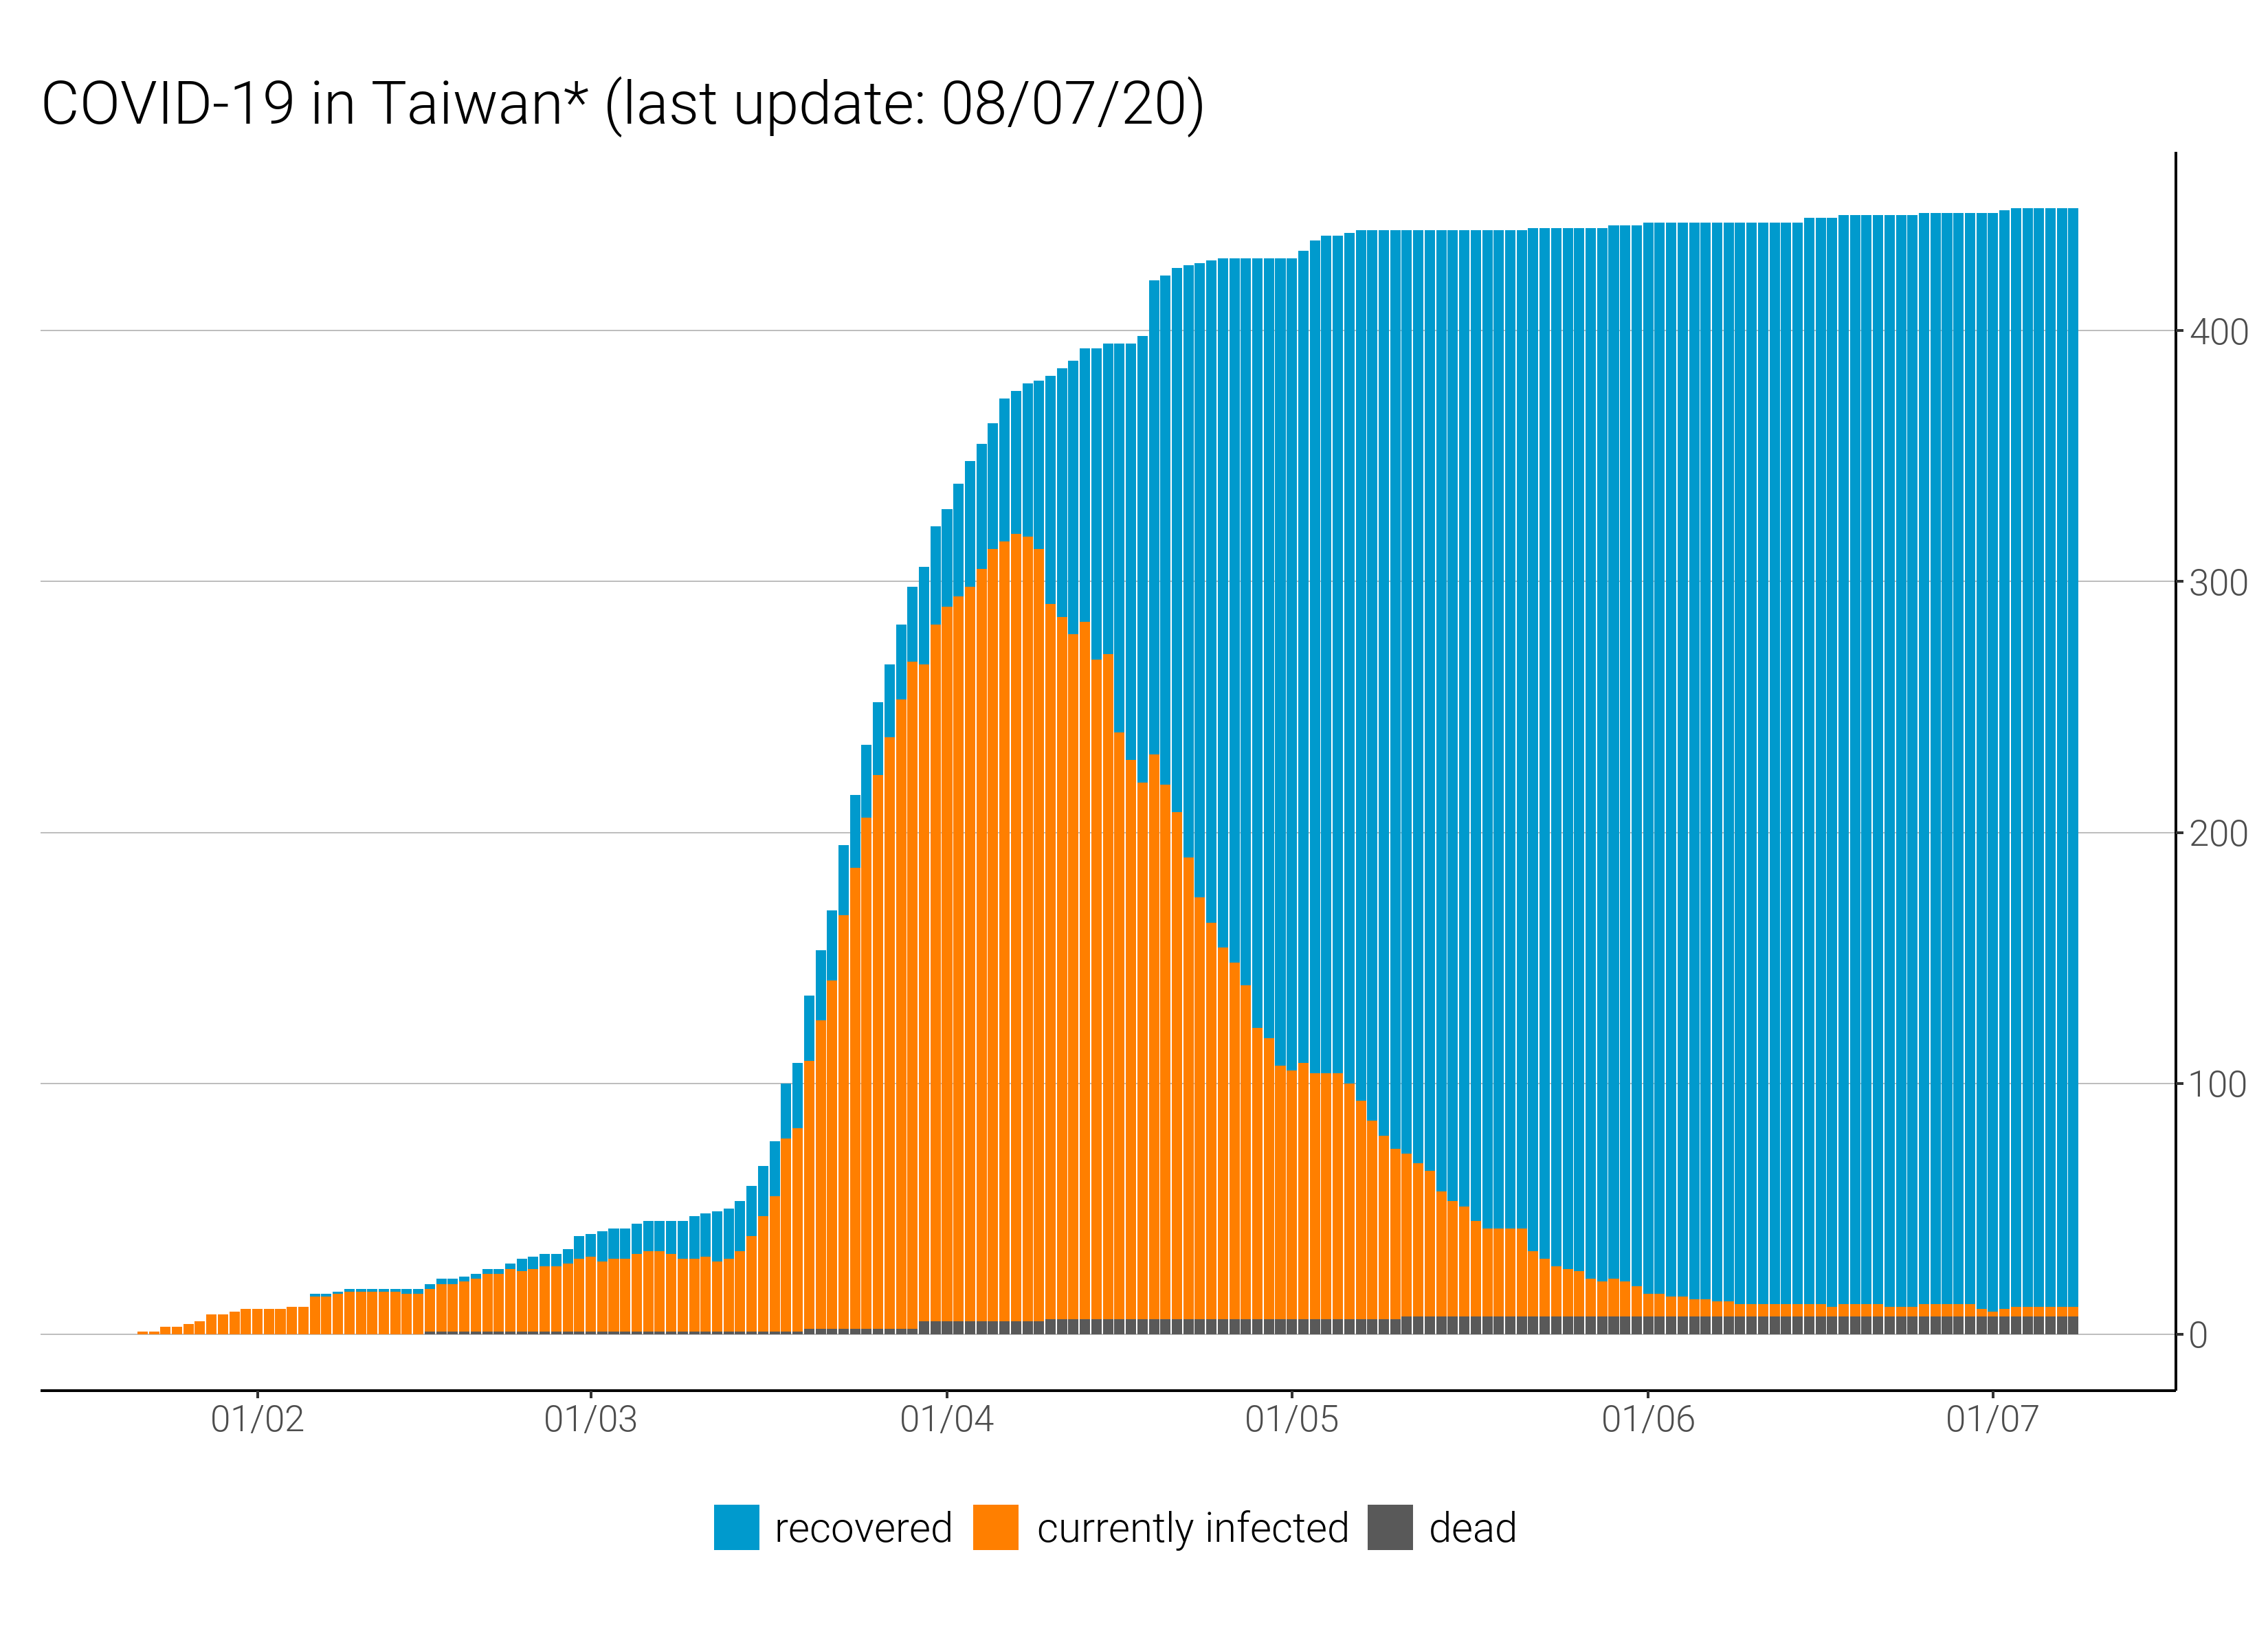 COVID-19 in Taiwan* (last update: 08/07/20)
400
300
200
100
0
01/02 01/03 01/04 01/05 01/06 01/07
recovered currently infected dead